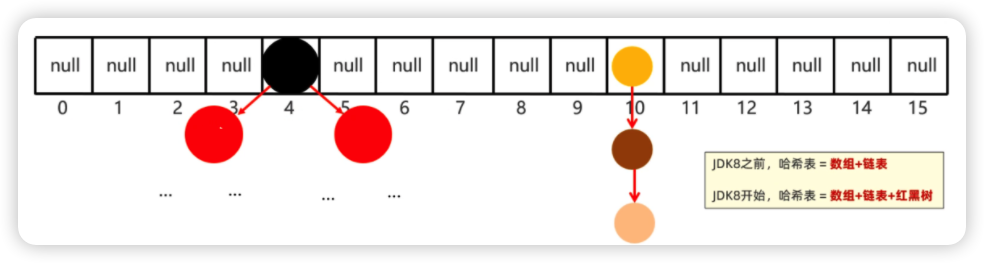 null null null null null null null null null null null null null null
0 1 2 3 4 5 6 7 8 9 10 11 12 13 14 15
... ... ... ...
JDK8之前，哈希表 = 数组+链表
JDK8开始，哈希表 = 数组+链表+红黑树